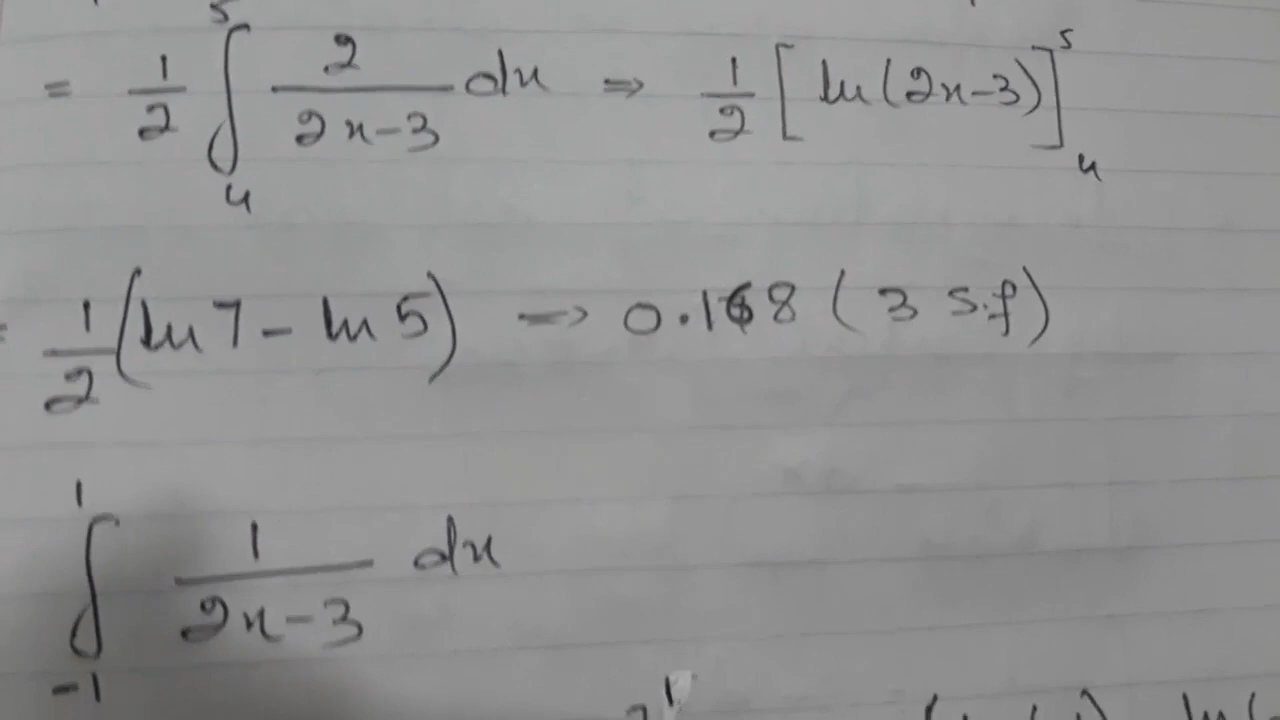 = 1/2 ∫₄⁵ 2/(2x-3) dx ⇒ 1/2 [ ln(2x-3) ]₄⁵
= 1/2 (ln 7 - ln 5) → 0.168 (3 s.f)
∫₋₁¹ 1/(2x-3) dx